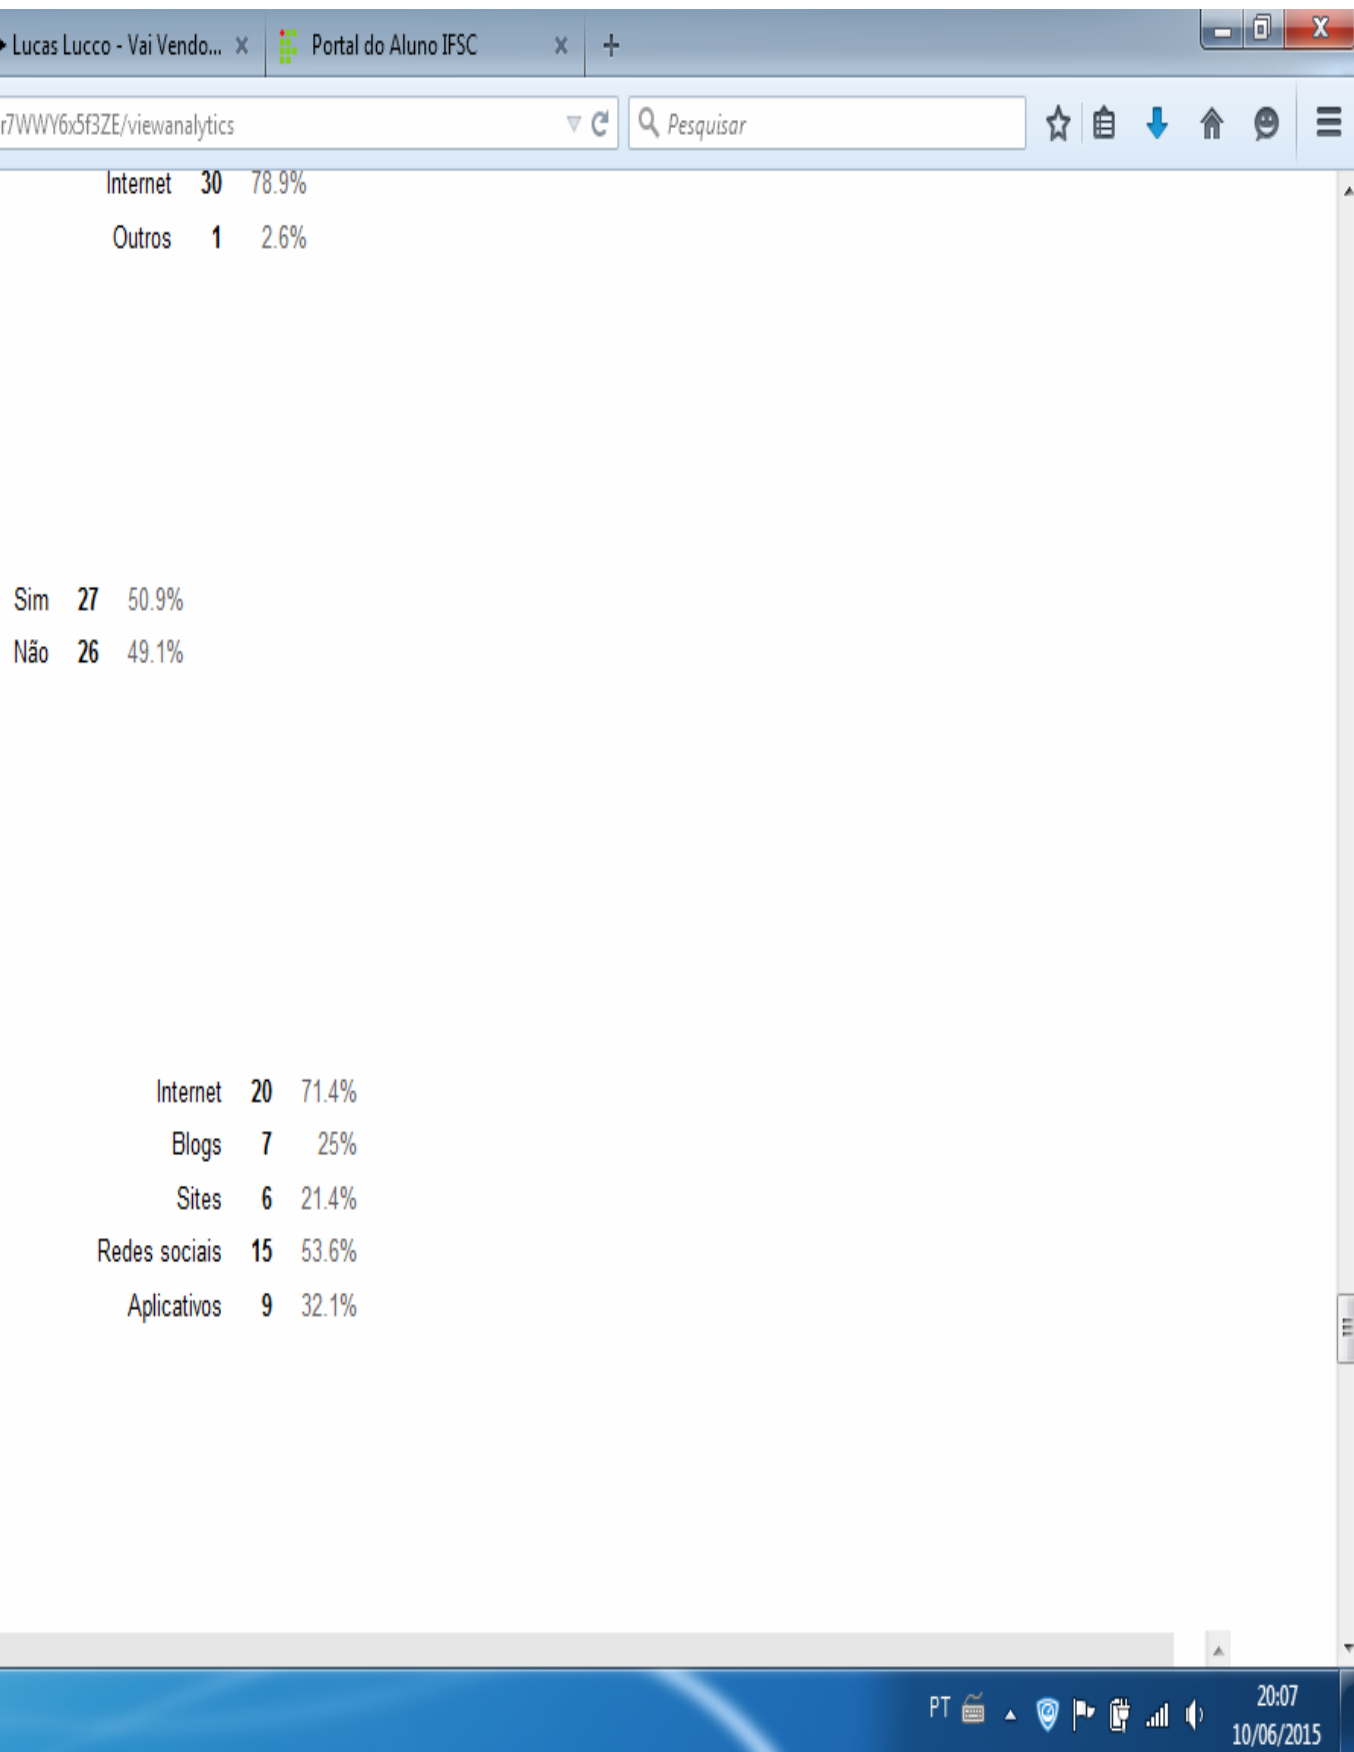 Lucas Lucco - Vai Vendo...
Portal do Aluno IFSC
r7WWY6x5f3ZE/viewanalytics
Pesquisar
Internet 30 78.9%
Outros 1 2.6%
Sim 27 50.9%
Não 26 49.1%
Internet 20 71.4%
Blogs 7 25%
Sites 6 21.4%
Redes sociais 15 53.6%
Aplicativos 9 32.1%
PT
20:07
10/06/2015